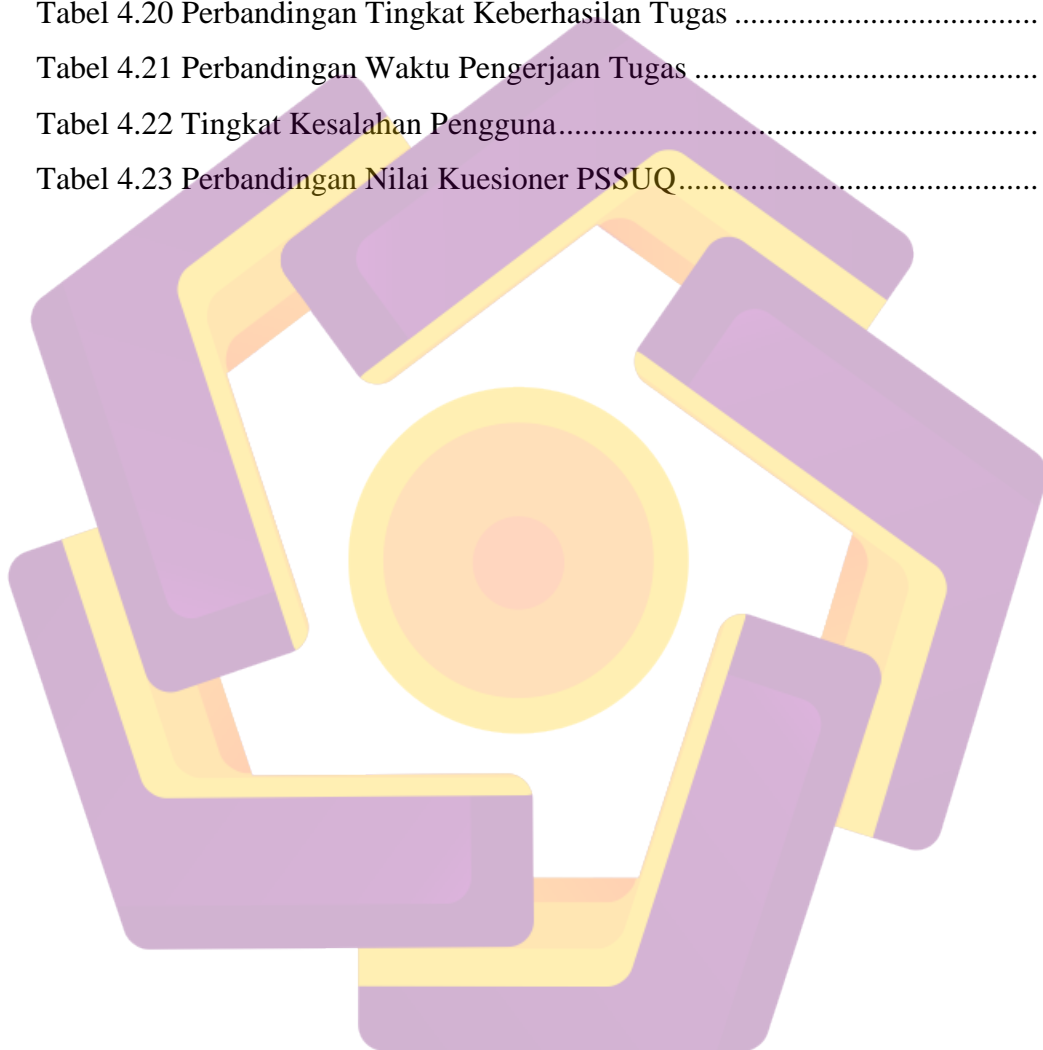 Tabel 4.20 Perbandingan Tingkat Keberhasilan Tugas ....................................
Tabel 4.21 Perbandingan Waktu Pengerjaan Tugas .........................................
Tabel 4.22 Tingkat Kesalahan Pengguna.........................................................
Tabel 4.23 Perbandingan Nilai Kuesioner PSSUQ...........................................